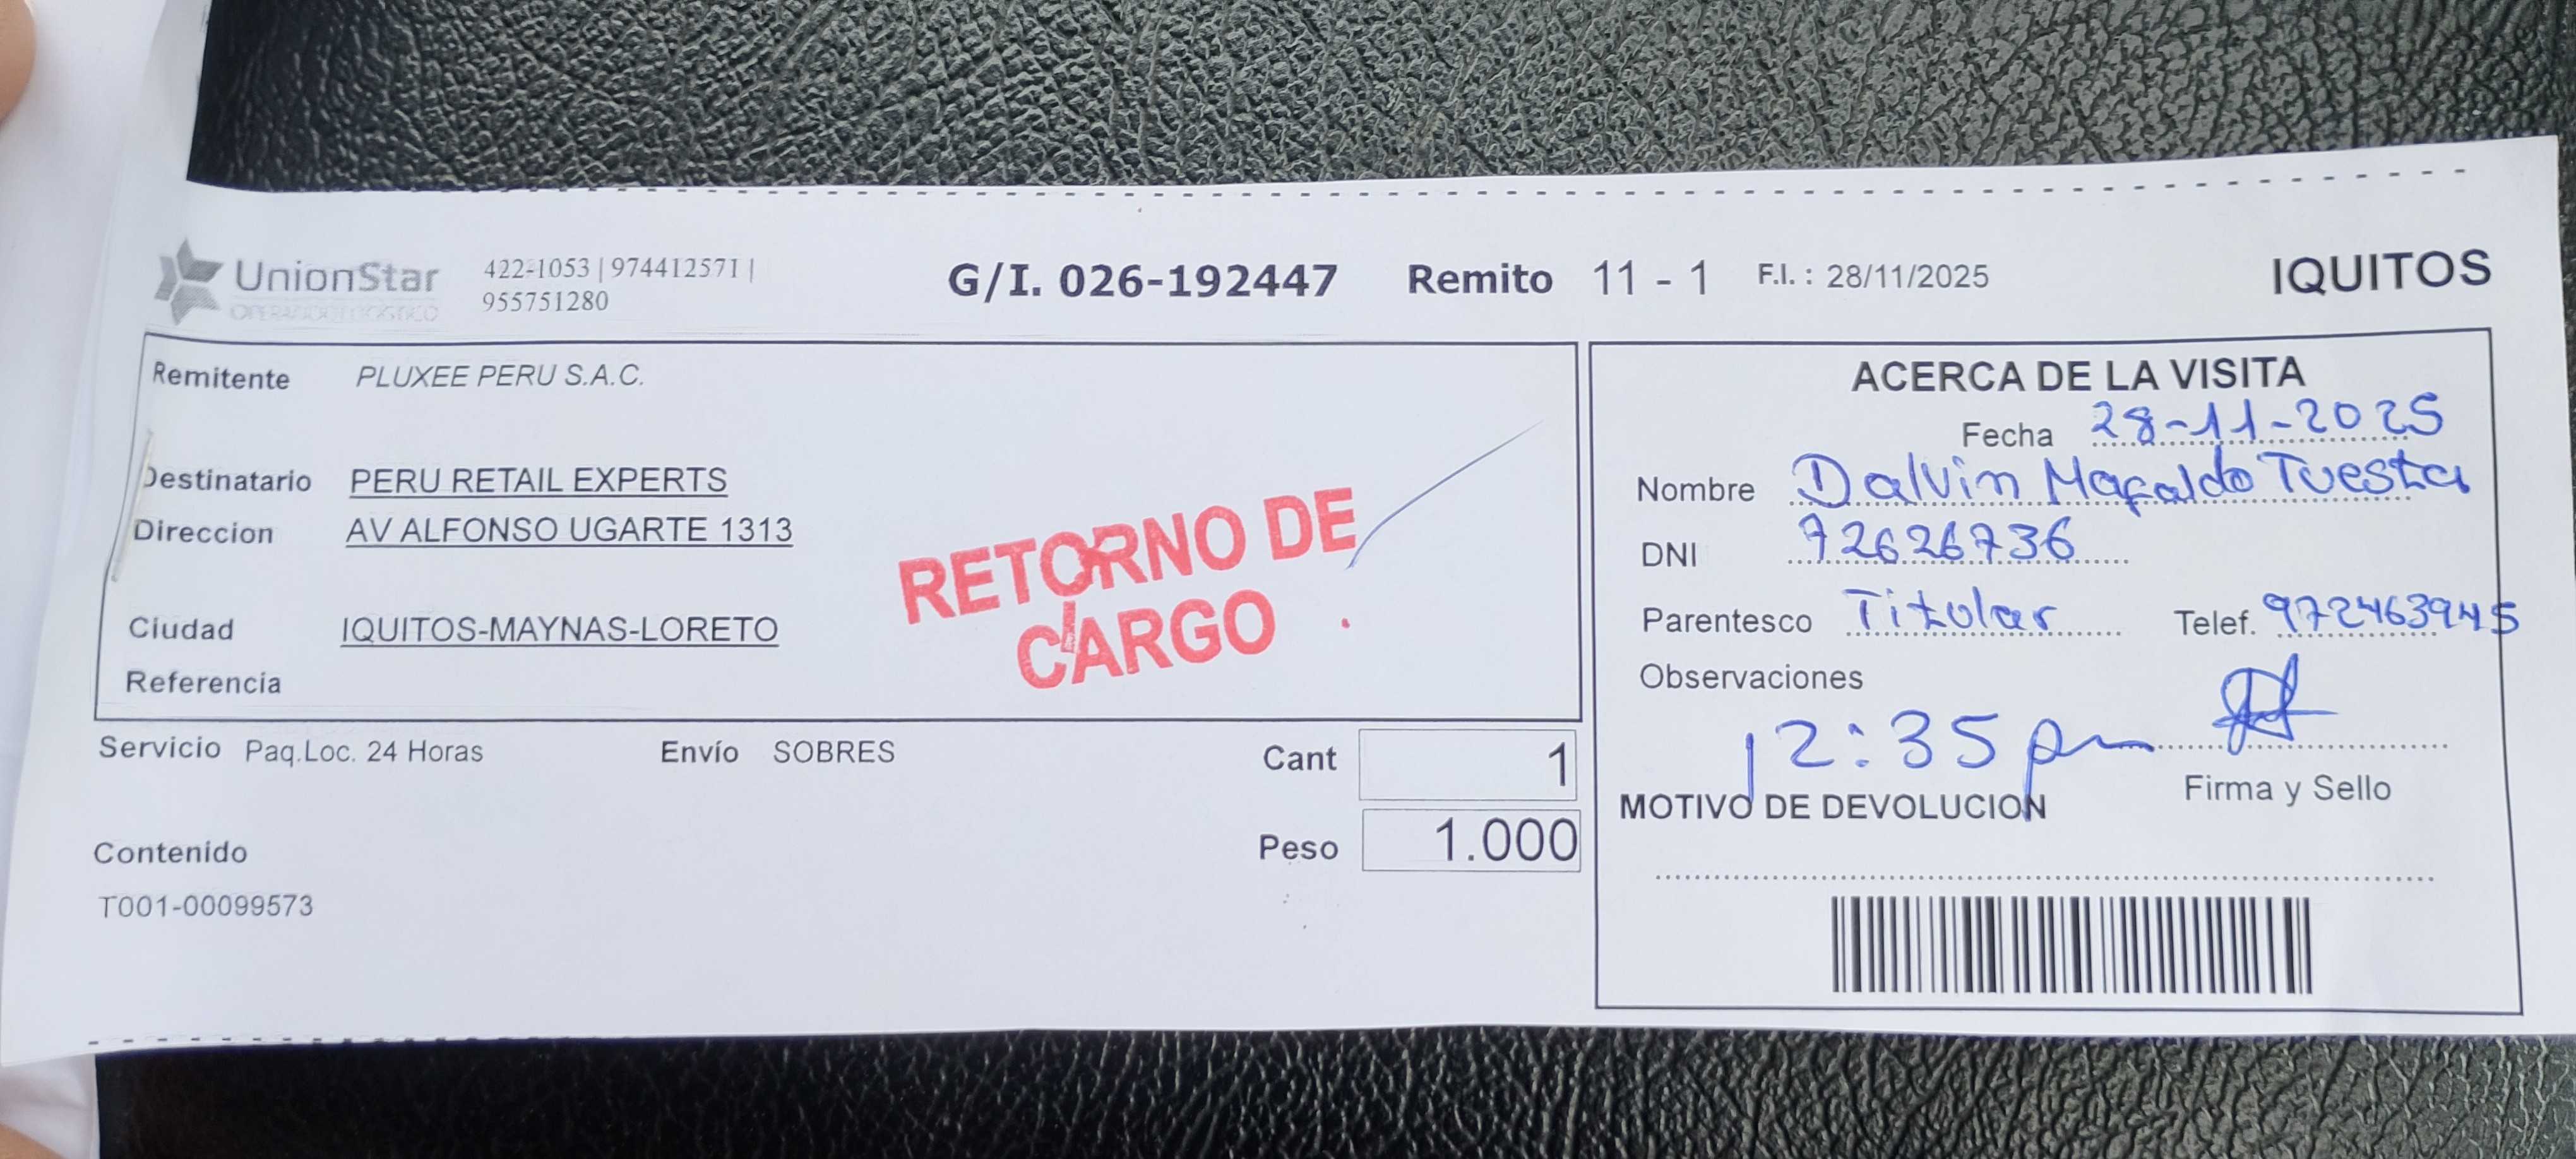 UnionStar
OPERADOR LOGISTICO
422-1053 | 974412571 |
955751280
G/I. 026-192447 Remito 11 - 1 F.I. : 28/11/2025
IQUITOS
Remitente PLUXEE PERU S.A.C.
Destinatario PERU RETAIL EXPERTS
Direccion AV ALFONSO UGARTE 1313
Ciudad IQUITOS-MAYNAS-LORETO
Referencia
RETORNO DE
CARGO
Servicio Paq.Loc. 24 Horas Envío SOBRES
Cant 1
Peso 1.000
Contenido
T001-00099573
ACERCA DE LA VISITA
Fecha 28-11-2025
Nombre Dalvin Mafaldo Tuesta
DNI 72626736
Parentesco Titular Telef. 972463945
Observaciones
12:35 pm
Firma y Sello
MOTIVO DE DEVOLUCION